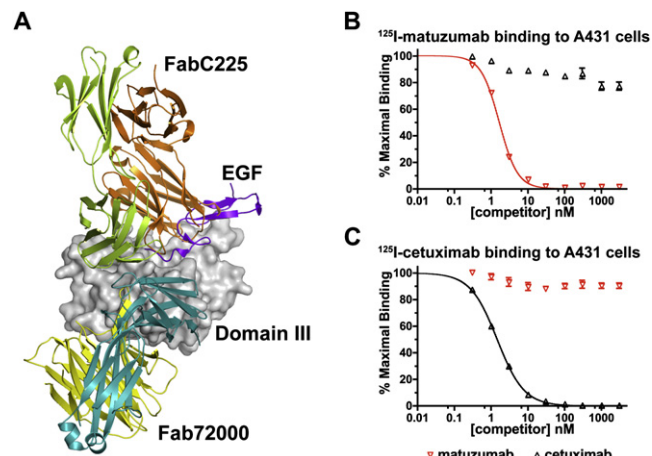 A
FabC225
EGF
Domain III
Fab72000
B
125I-matuzumab binding to A431 cells
% Maximal Binding
100
80
60
40
20
0
0.01 0.1 1 10 100 1000
[competitor] nM
C
125I-cetuximab binding to A431 cells
% Maximal Binding
100
80
60
40
20
0
0.01 0.1 1 10 100 1000
[competitor] nM
matuzumab cetuximab